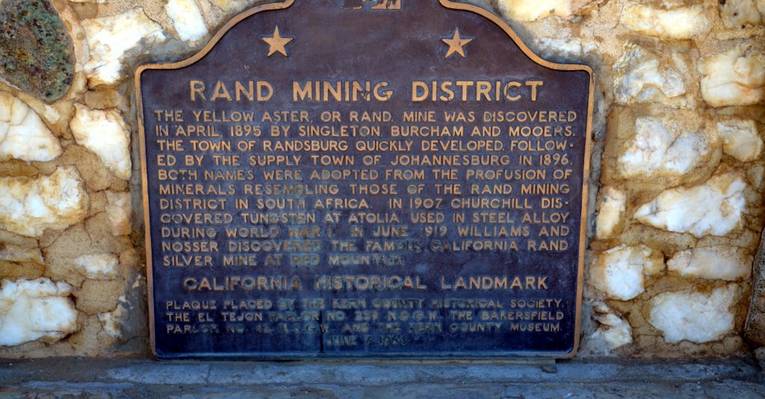 RAND MINING DISTRICT
THE YELLOW ASTER, OR RAND, MINE WAS DISCOVERED
IN APRIL 1895 BY SINGLETON, BURCHAM AND MOOERS.
THE TOWN OF RANDSBURG QUICKLY DEVELOPED, FOLLOW-
ED BY THE SUPPLY TOWN OF JOHANNESBURG IN 1896.
BOTH NAMES WERE ADOPTED FROM THE PROFUSION OF
MINERALS RESEMBLING THOSE OF THE RAND MINING
DISTRICT IN SOUTH AFRICA. IN 1907 CHURCHILL DIS-
COVERED TUNGSTEN AT ATOLIA, USED IN STEEL ALLOY
DURING WORLD WAR I. IN JUNE 1919 WILLIAMS AND
NOSSER DISCOVERED THE FAMOUS CALIFORNIA RAND
SILVER MINE AT RED MOUNTAIN.
CALIFORNIA HISTORICAL LANDMARK
PLAQUE PLACED BY THE KERN COUNTY HISTORICAL SOCIETY,
THE EL TEJON PARLOR NO. 239 N.D.G.W., THE BAKERSFIELD
PARLOR NO. 42, N.S.G.W. AND THE KERN COUNTY MUSEUM.